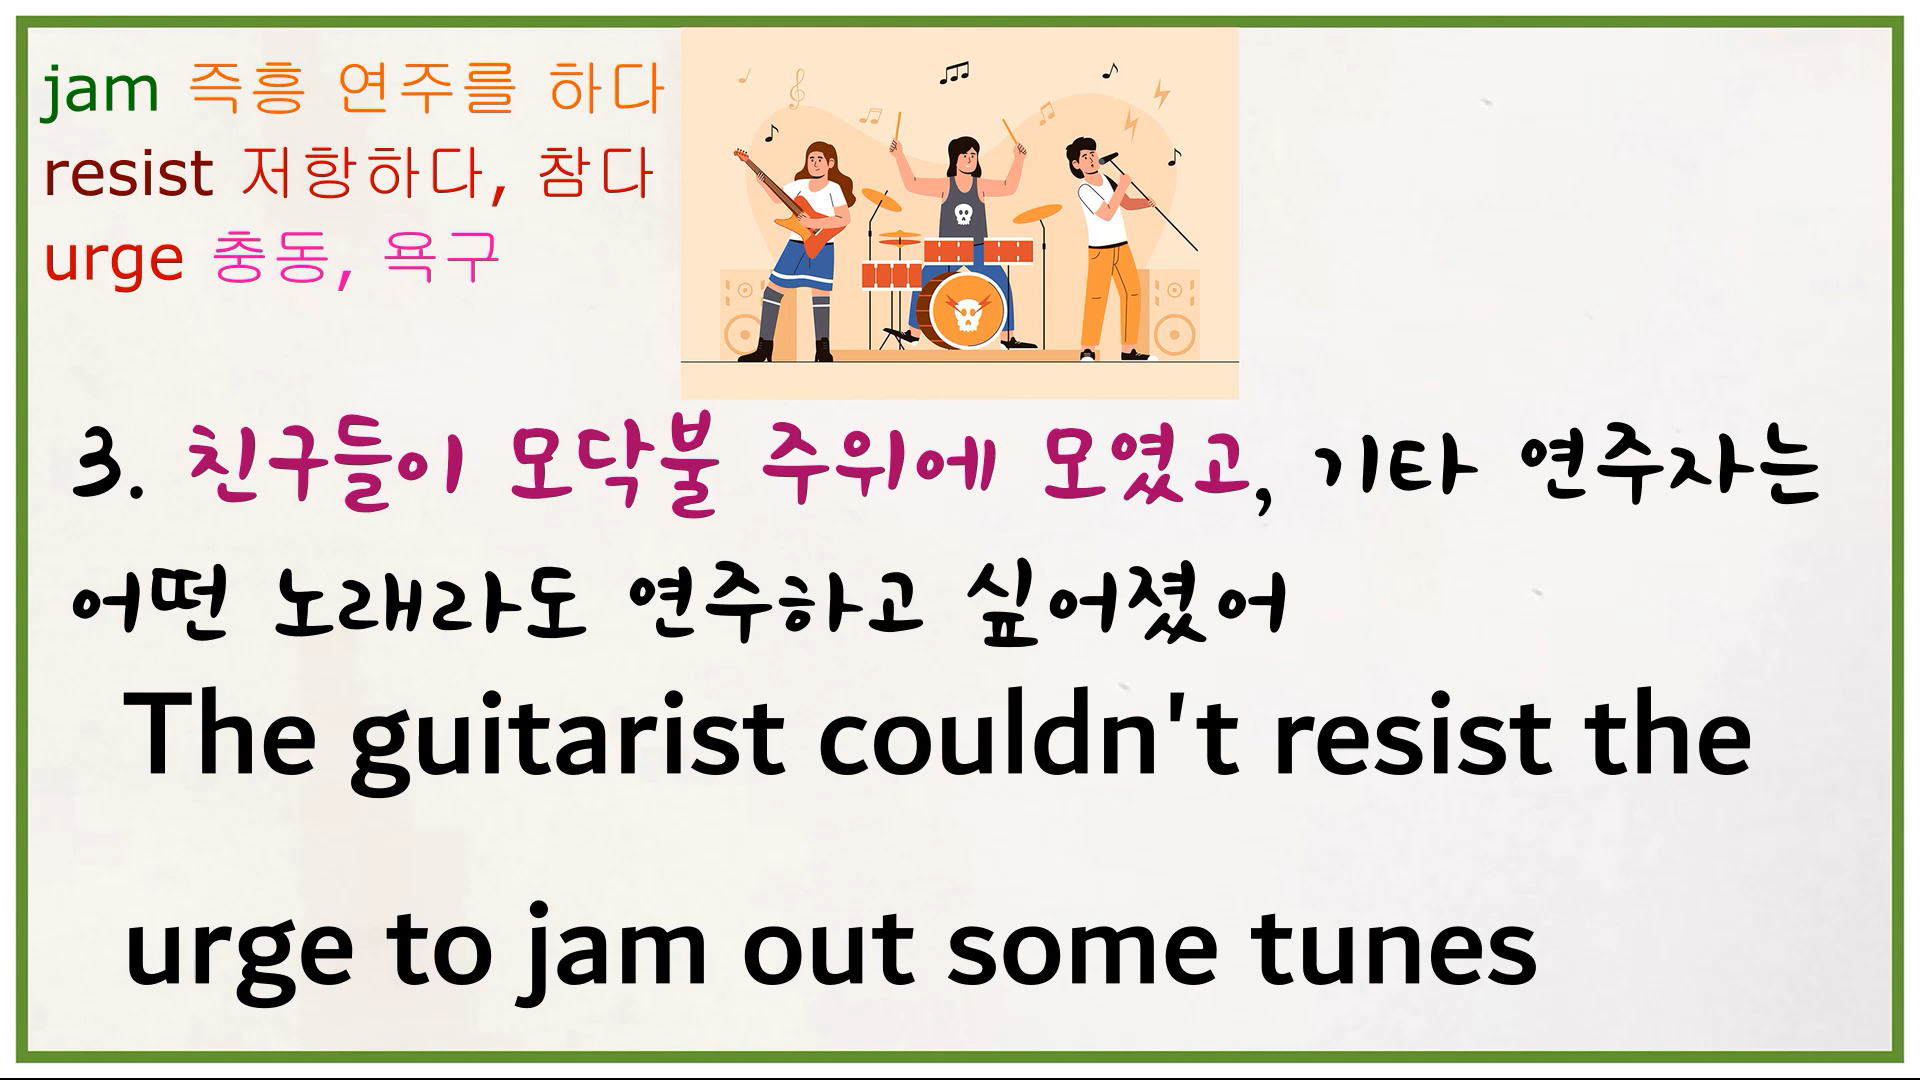 jam 즉흥 연주를 하다
resist 저항하다, 참다
urge 충동, 욕구
3. 친구들이 모닥불 주위에 모였고, 기타 연주자는
어떤 노래라도 연주하고 싶어졌어
The guitarist couldn't resist the
urge to jam out some tunes